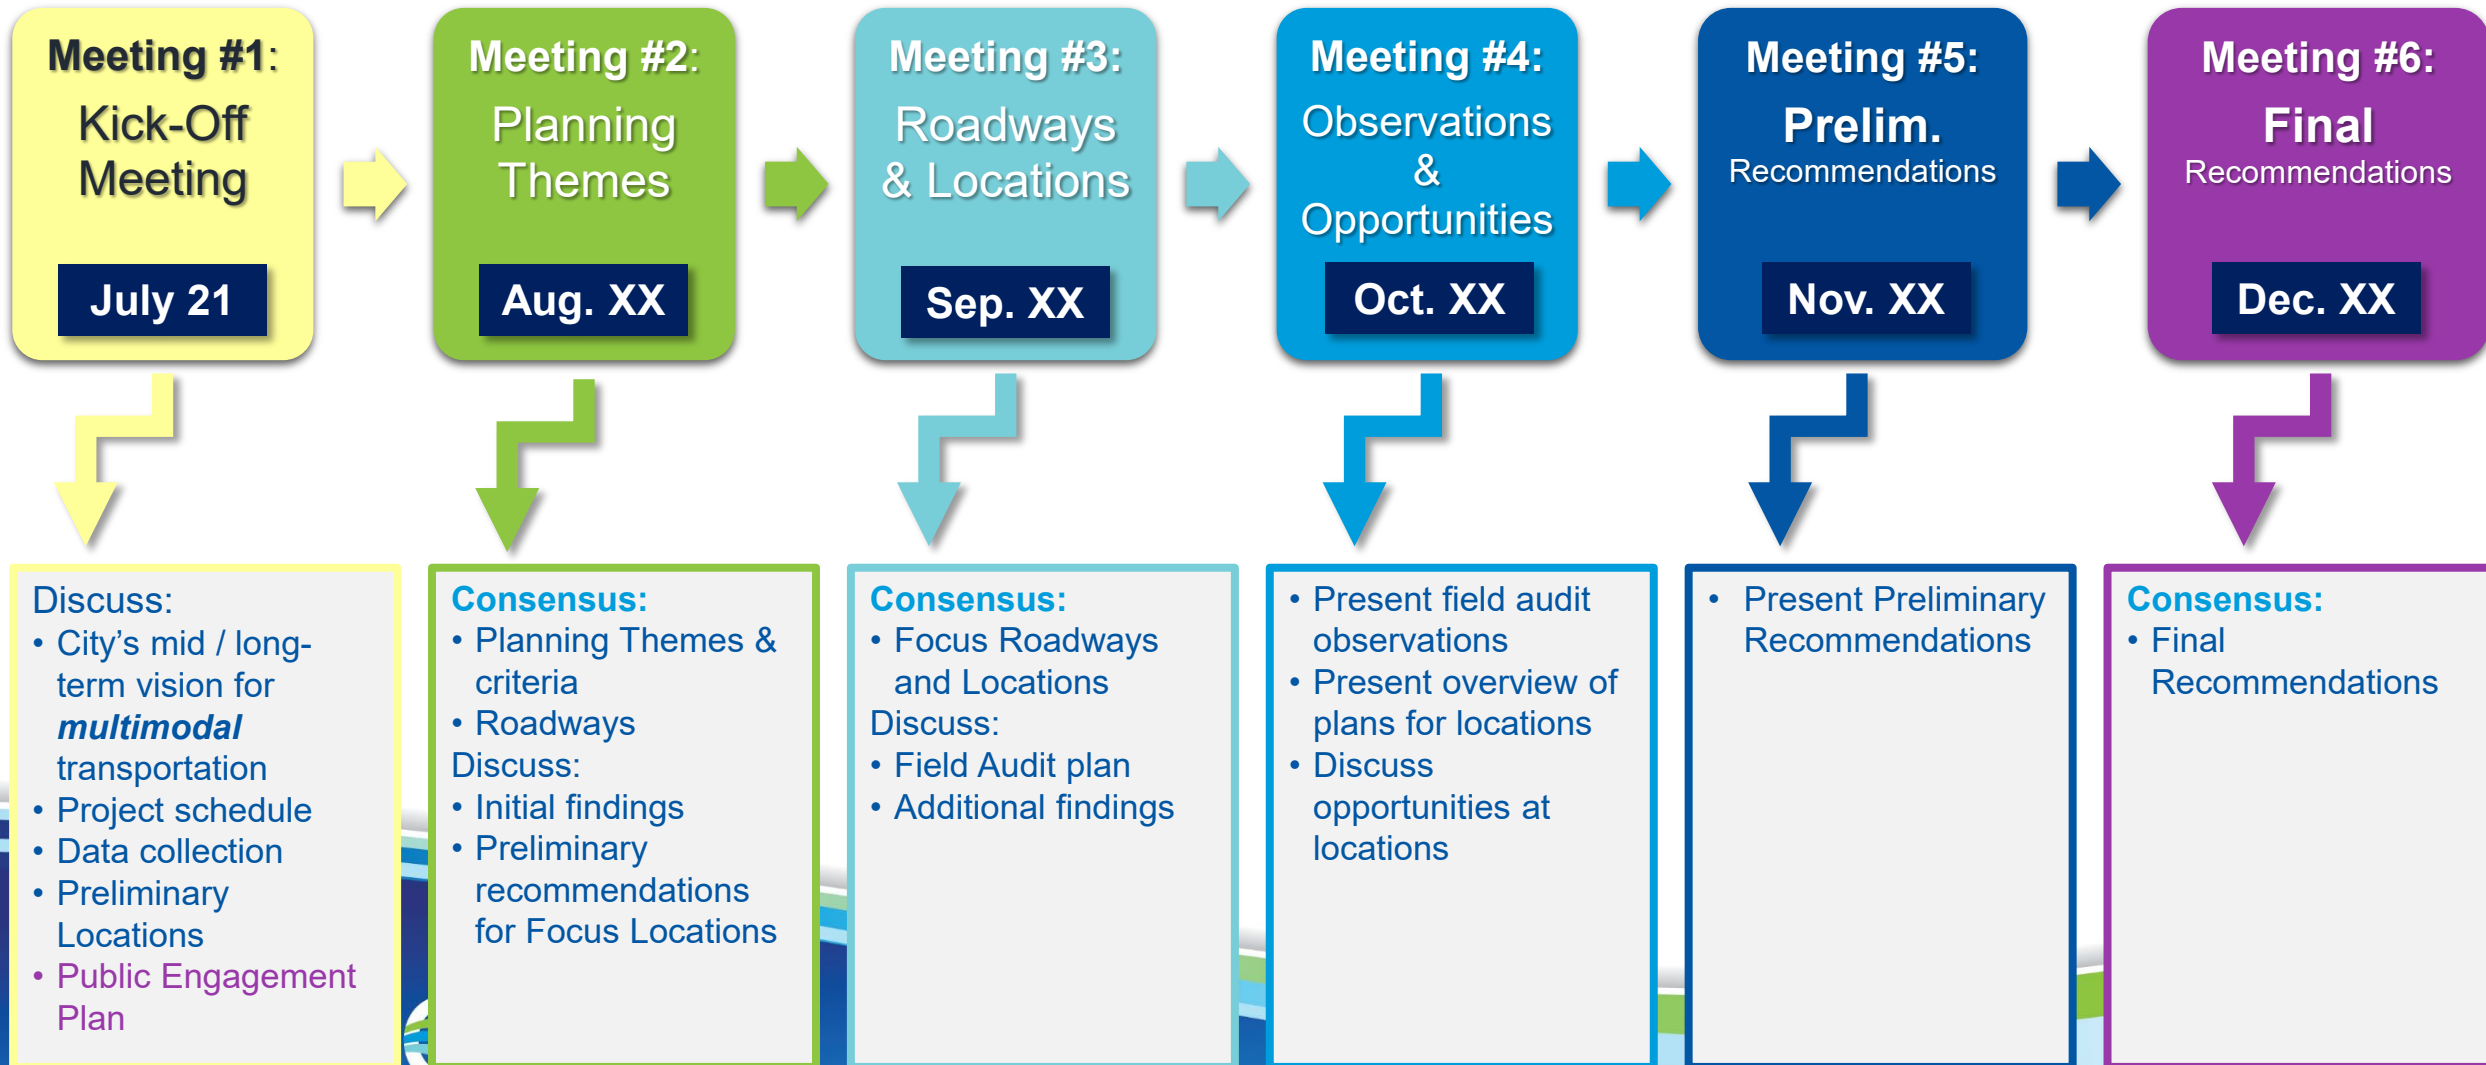 Meeting #1:
Kick-Off
Meeting
July 21
Meeting #2:
Planning
Themes
Aug. XX
Meeting #3:
Roadways
& Locations
Sep. XX
Meeting #4:
Observations
&
Opportunities
Oct. XX
Meeting #5:
Prelim.
Recommendations
Nov. XX
Meeting #6:
Final
Recommendations
Dec. XX
Discuss:
• City's mid / long-
term vision for
multimodal
transportation
• Project schedule
• Data collection
• Preliminary
Locations
• Public Engagement
Plan
Consensus:
• Planning Themes &
criteria
• Roadways
Discuss:
• Initial findings
• Preliminary
recommendations
for Focus Locations
Consensus:
• Focus Roadways
and Locations
Discuss:
• Field Audit plan
• Additional findings
• Present field audit
observations
• Present overview of
plans for locations
• Discuss
opportunities at
locations
• Present Preliminary
Recommendations
Consensus:
• Final
Recommendations